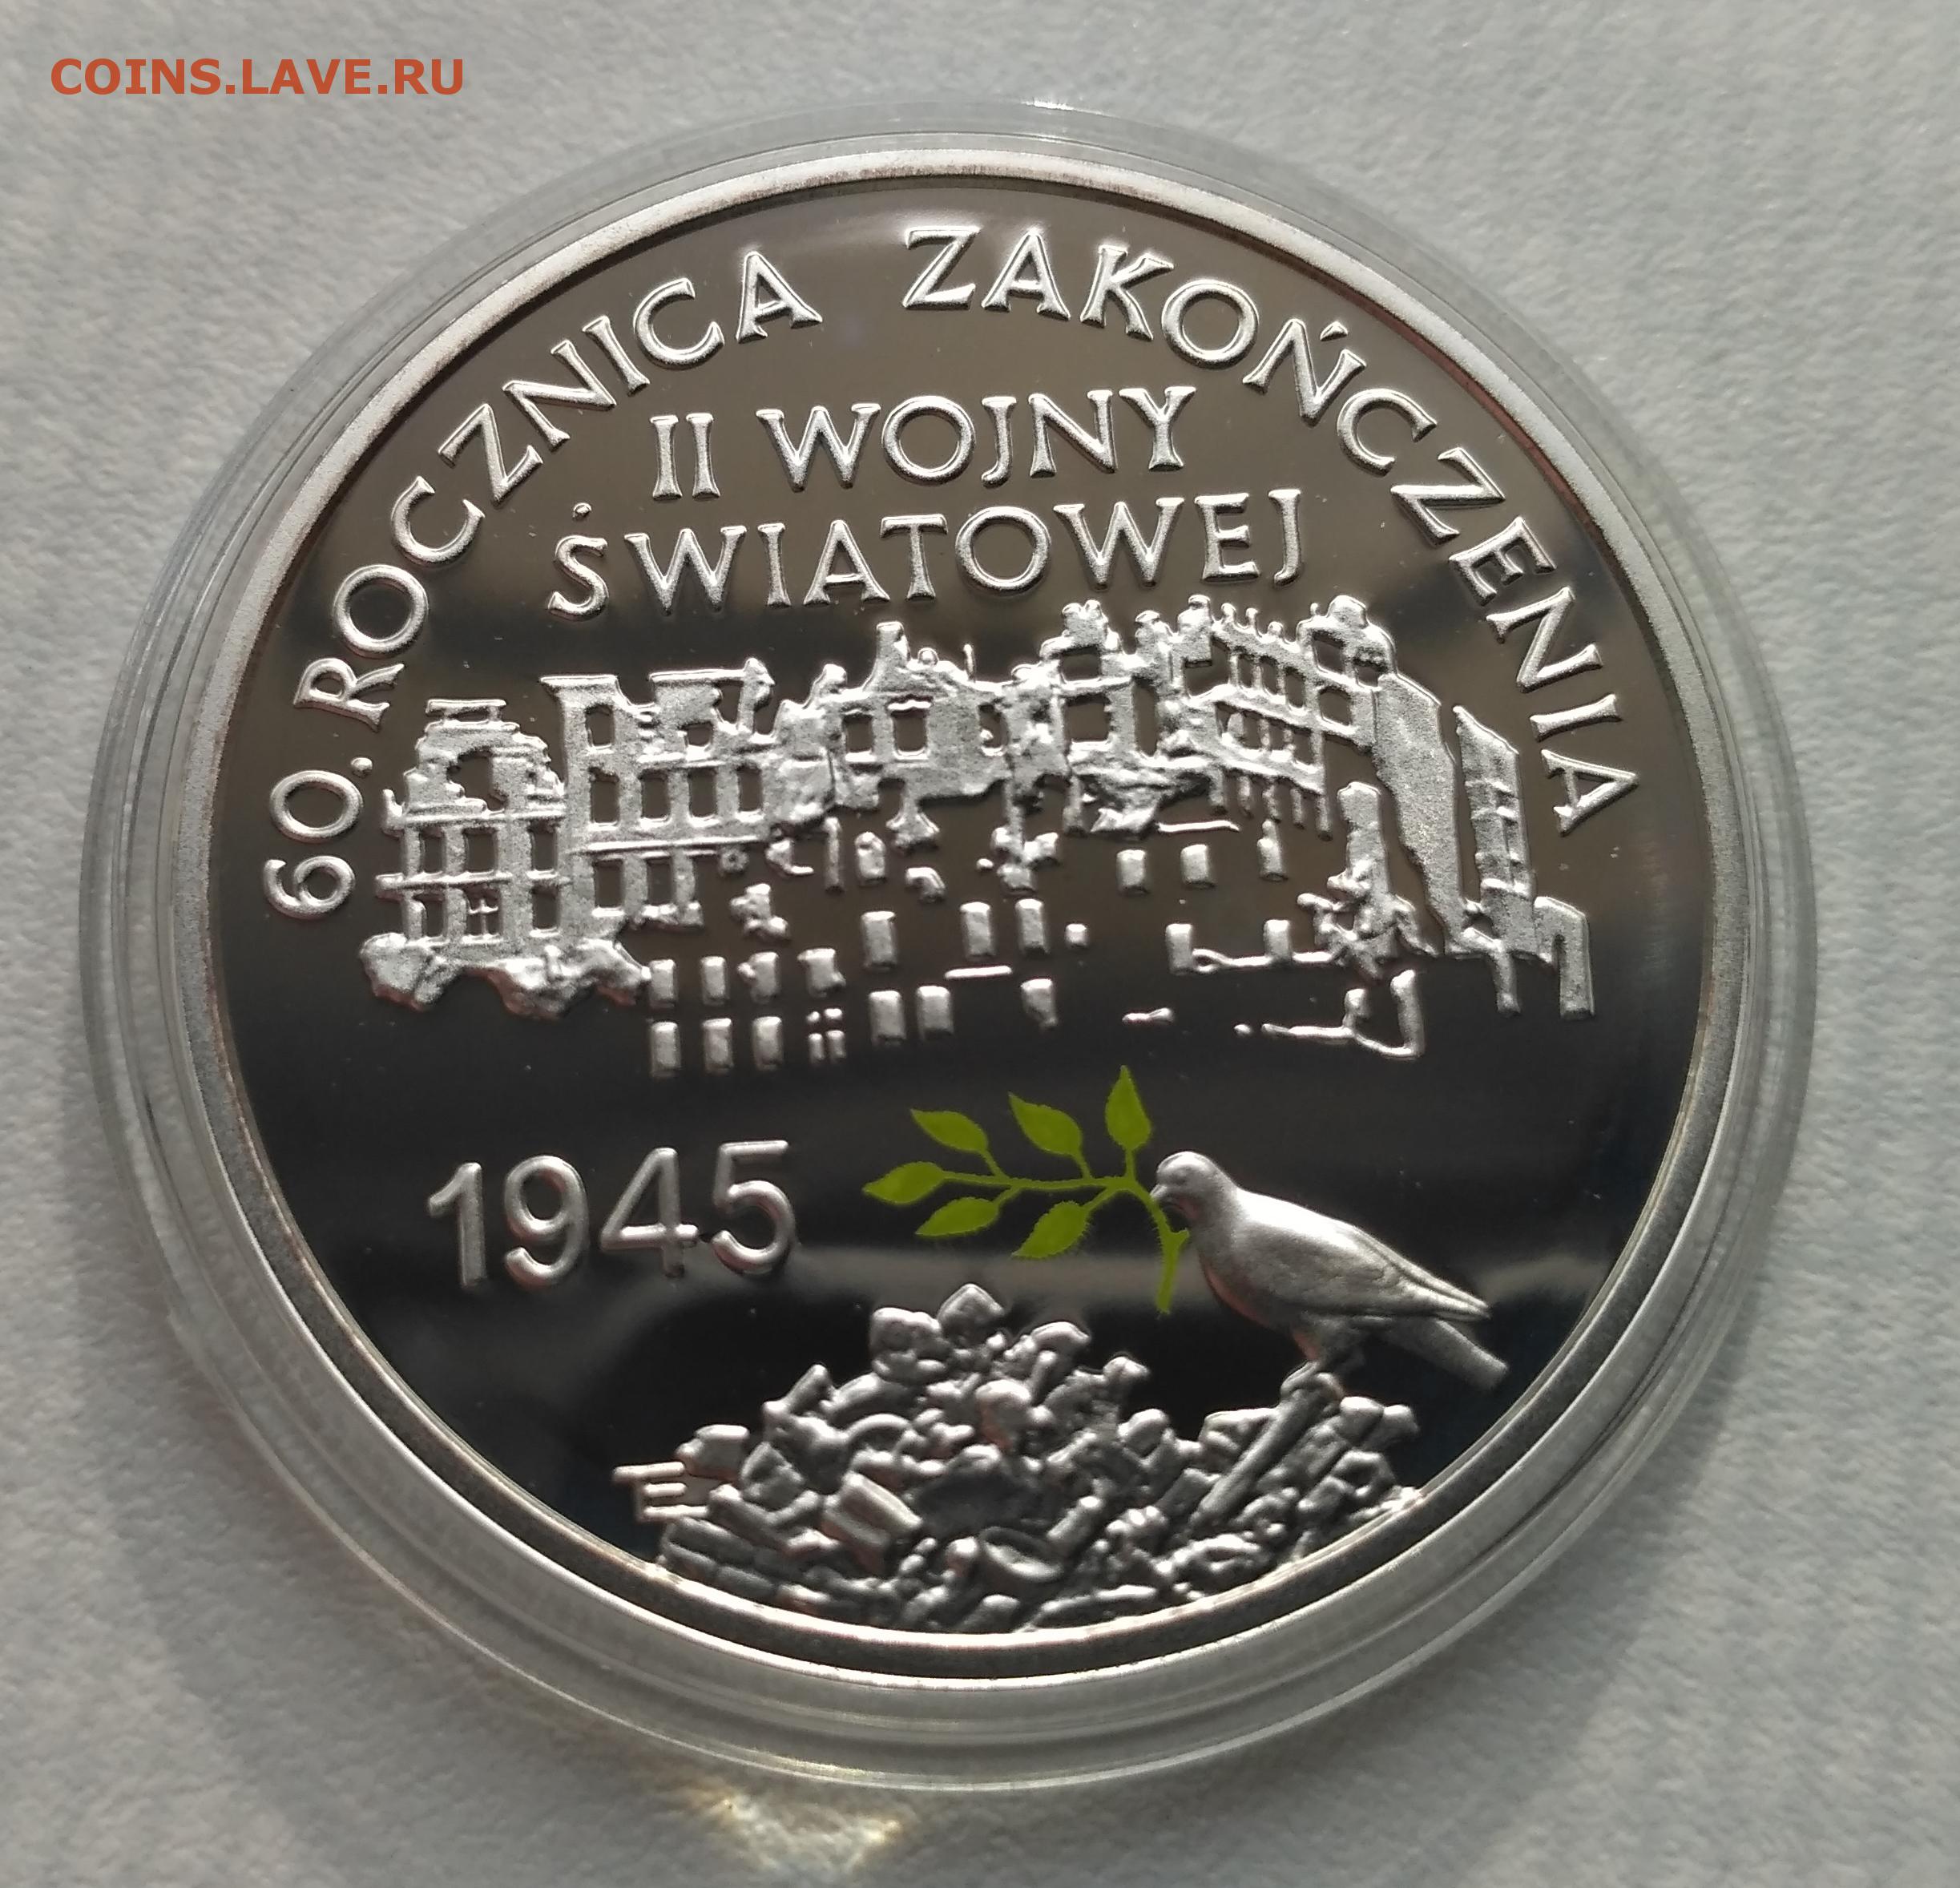 COINS.LAVE.RU
60. ROCZNICA ZAKOŃCZENIA
II WOJNY
ŚWIATOWEJ
1945